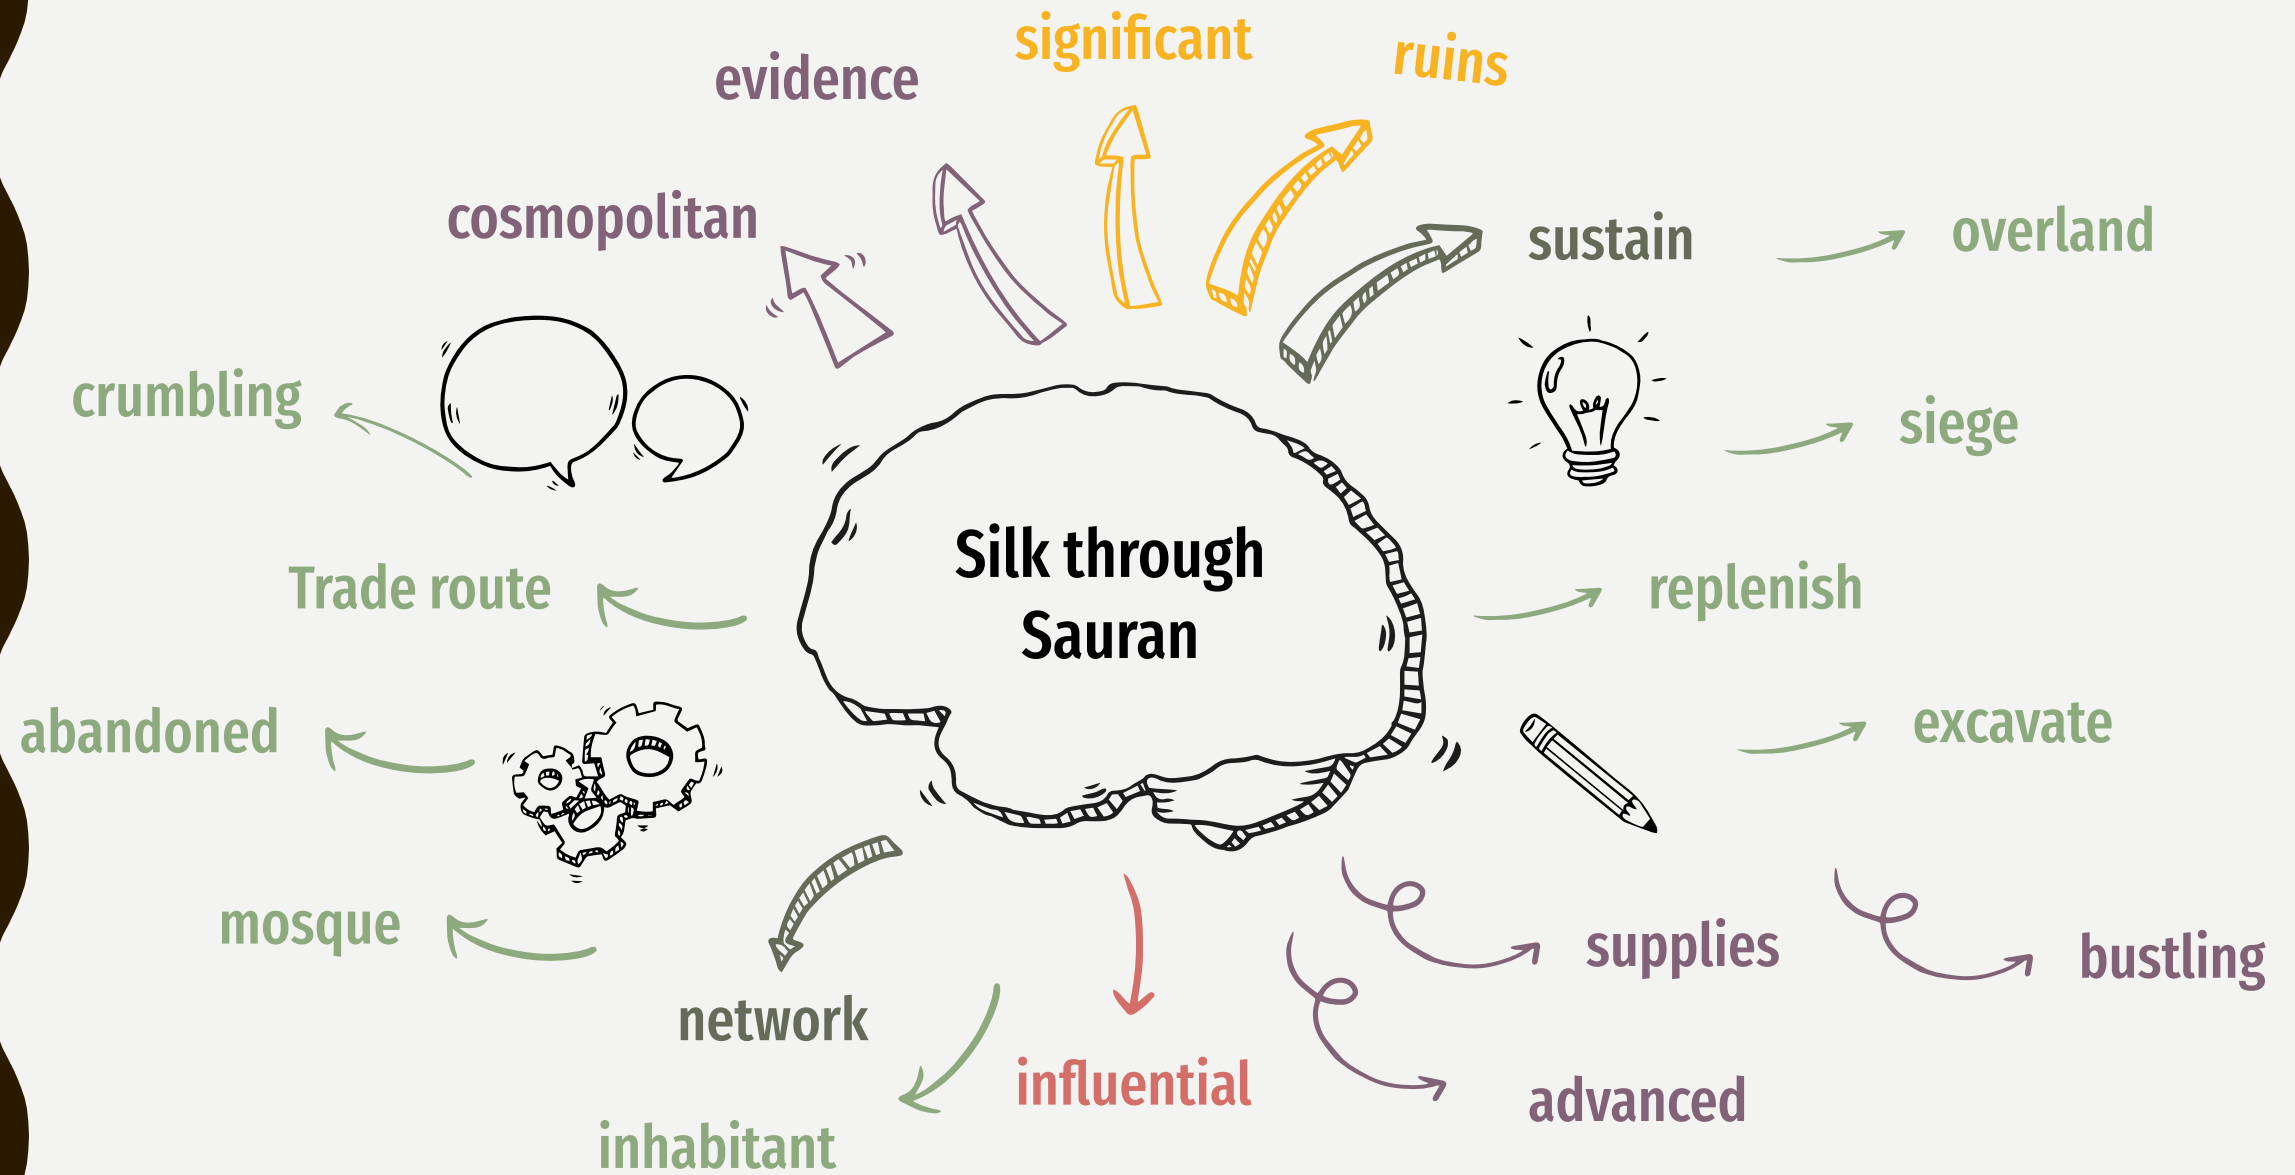 significant
ruins
evidence
cosmopolitan
sustain
overland
crumbling
siege
Silk through
Sauran
Trade route
replenish
abandoned
excavate
mosque
supplies
bustling
network
influential
advanced
inhabitant